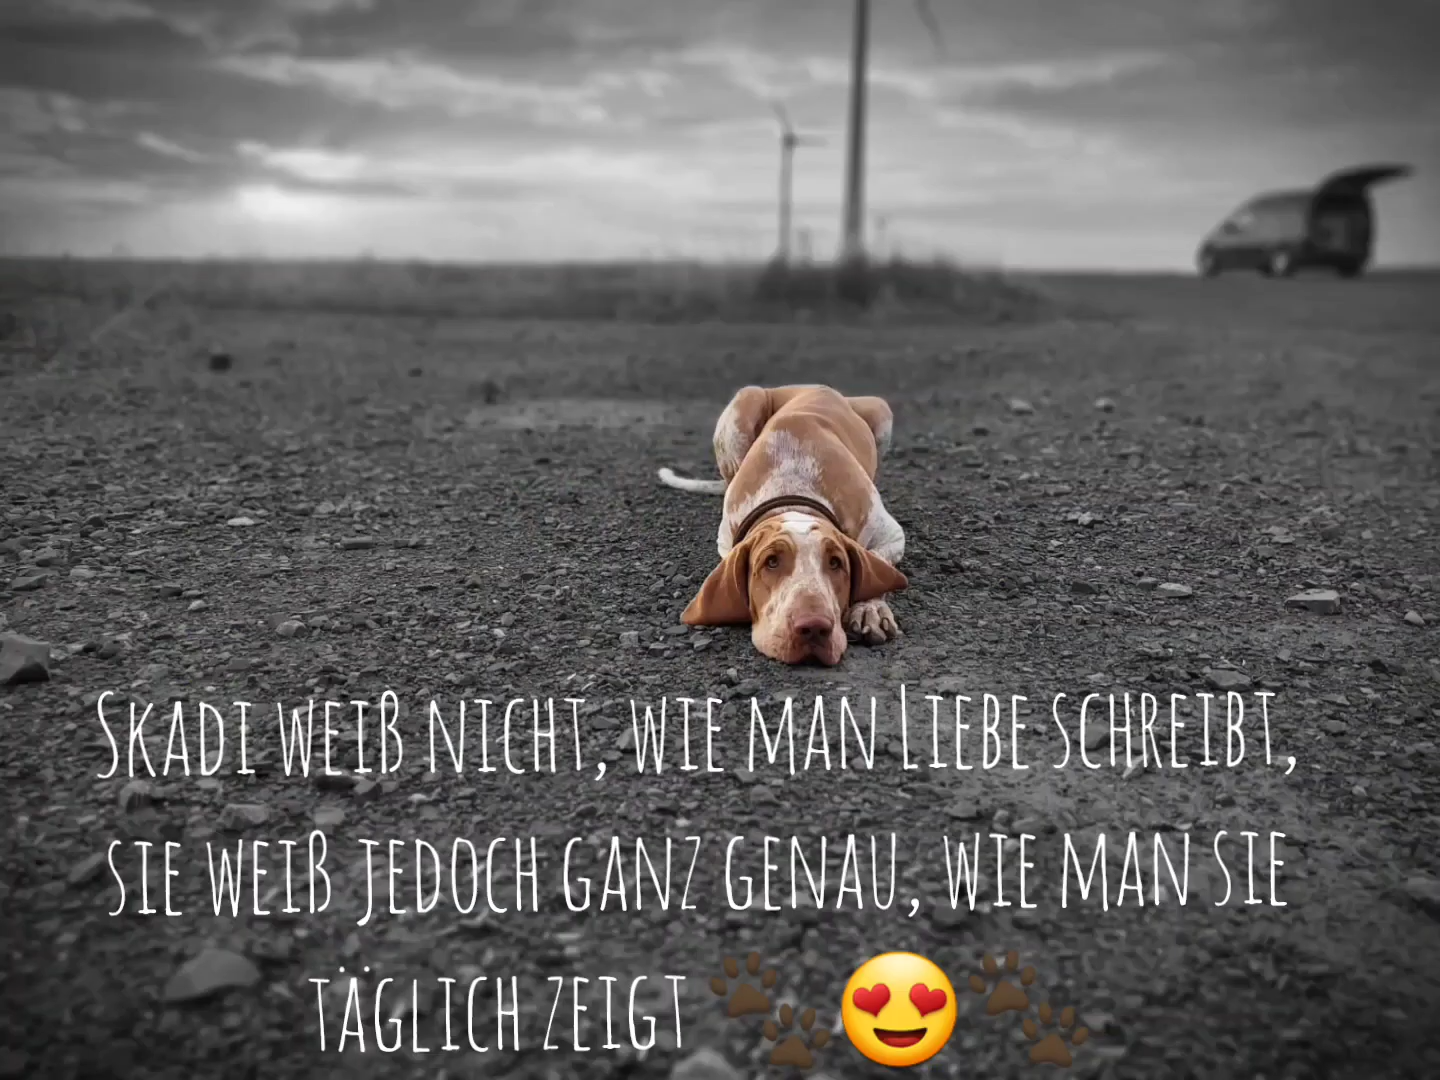 Skadi weiß nicht, wie man Liebe schreibt,
sie weiß jedoch ganz genau, wie man sie
täglich zeigt 🐾😍🐾